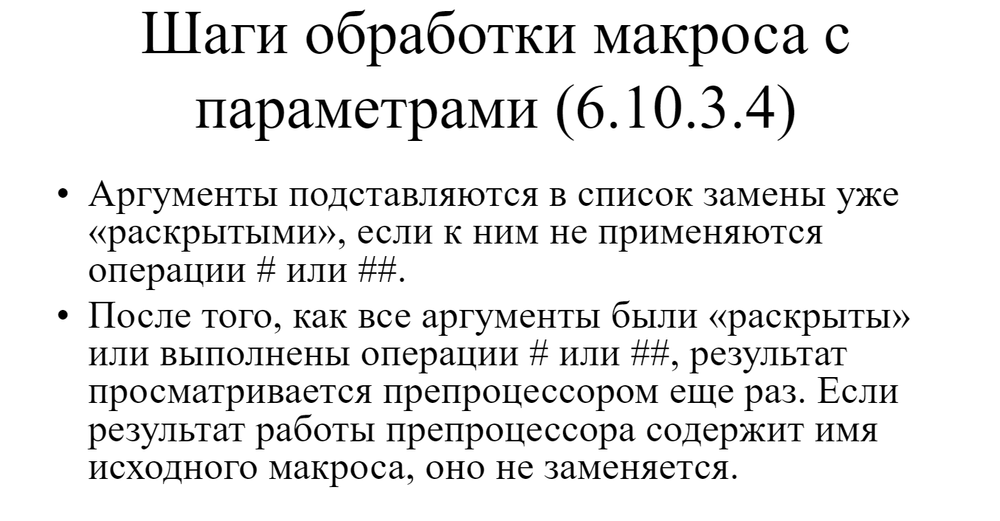 Шаги обработки макроса с
параметрами (6.10.3.4)
• Аргументы подставляются в список замены уже
«раскрытыми», если к ним не применяются
операции # или ##.
• После того, как все аргументы были «раскрыты»
или выполнены операции # или ##, результат
просматривается препроцессором еще раз. Если
результат работы препроцессора содержит имя
исходного макроса, оно не заменяется.